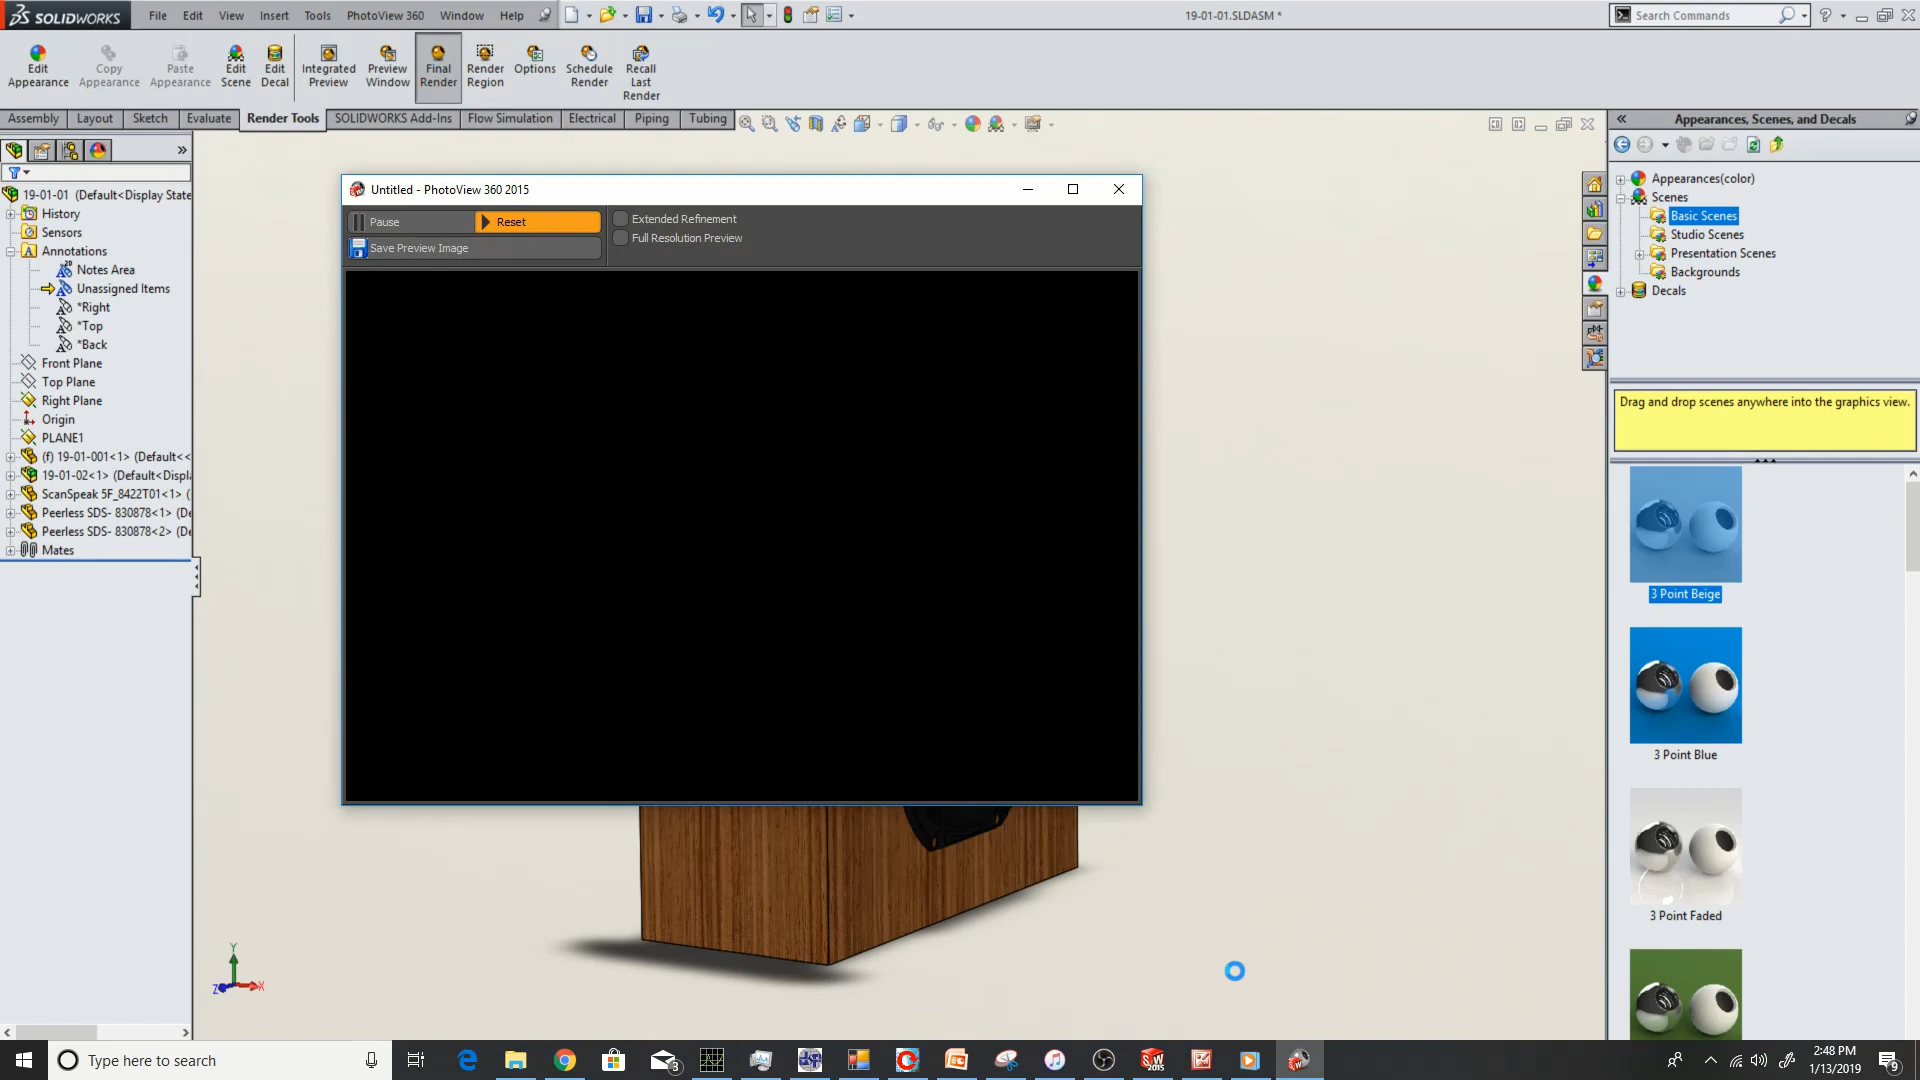 SOLIDWORKS File Edit View Insert Tools PhotoView 360 Window Help 19-01-01.SLDASM * Search Commands
Edit Appearance
Copy Appearance
Paste Appearance
Edit Scene
Edit Decal
Integrated Preview
Preview Window
Final Render
Render Region
Options
Schedule Render
Recall Last Render
Assembly Layout Sketch Evaluate Render Tools SOLIDWORKS Add-Ins Flow Simulation Electrical Piping Tubing
19-01-01 (Default<Display State
History
Sensors
Annotations
Notes Area
Unassigned Items
*Right
*Top
*Back
Front Plane
Top Plane
Right Plane
Origin
PLANE1
(f) 19-01-001<1> (Default<<
19-01-02<1> (Default<Displ
ScanSpeak 5F_8422T01<1> (
Peerless SDS- 830878<1> (De
Peerless SDS- 830878<2> (De
Mates
Untitled - PhotoView 360 2015
Pause Reset
Save Preview Image
Extended Refinement
Full Resolution Preview
Y
X
Z
Appearances, Scenes, and Decals
Appearances(color)
Scenes
Basic Scenes
Studio Scenes
Presentation Scenes
Backgrounds
Decals
Drag and drop scenes anywhere into the graphics view.
3 Point Beige
3 Point Blue
3 Point Faded
Type here to search
3
2015
2:48 PM
1/13/2019
9